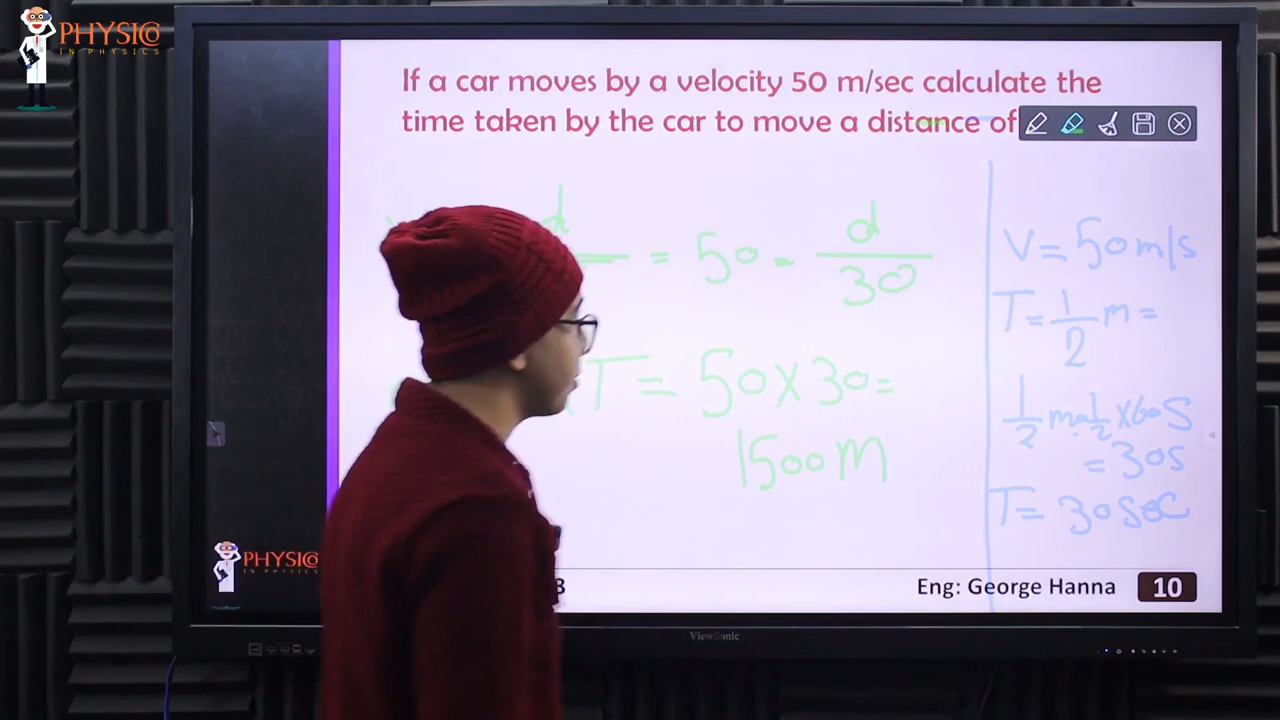 PHYSICO
IN PHYSICS
If a car moves by a velocity 50 m/sec calculate the
time taken by the car to move a distance of
d
= 50 = d
30
T = 50 x 30 =
1500 M
V = 50 m/s
T = 1 m =
2
1/2 m = 1/2 x 60 S
= 30 S
T = 30 sec
PHYSICO
IN PHYSICS
Eng: George Hanna 10
ViewSonic